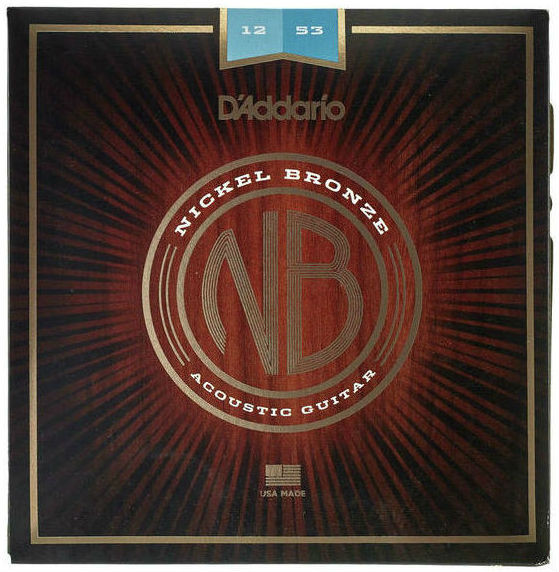 12 53
D'Addario
NICKEL BRONZE
NB
ACOUSTIC GUITAR
USA MADE